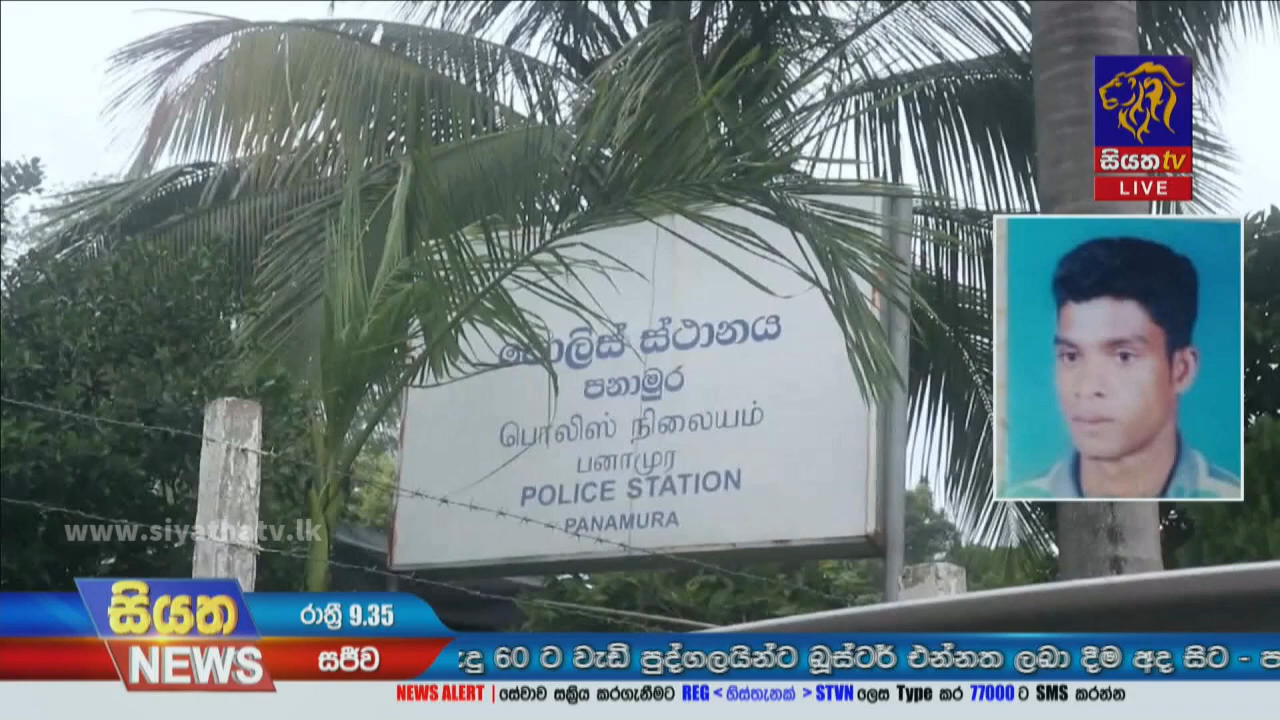 සියත tv
LIVE
පොලිස් ස්ථානය
පනාමුර
பொலிஸ் நிலையம்
பனாமுர
POLICE STATION
PANAMURA
www.siyathatv.lk
සියත
NEWS
රාත්‍රී 9.35
සජීව
60 ට වැඩි පුද්ගලයින්ට බූස්ටර් එන්නත ලබා දීම අද සිට -
NEWS ALERT | සේවාව සක්‍රිය කරගැනීමට REG < හිස්තැනක් > STVN ලෙස Type කර 77000 ට SMS කරන්න